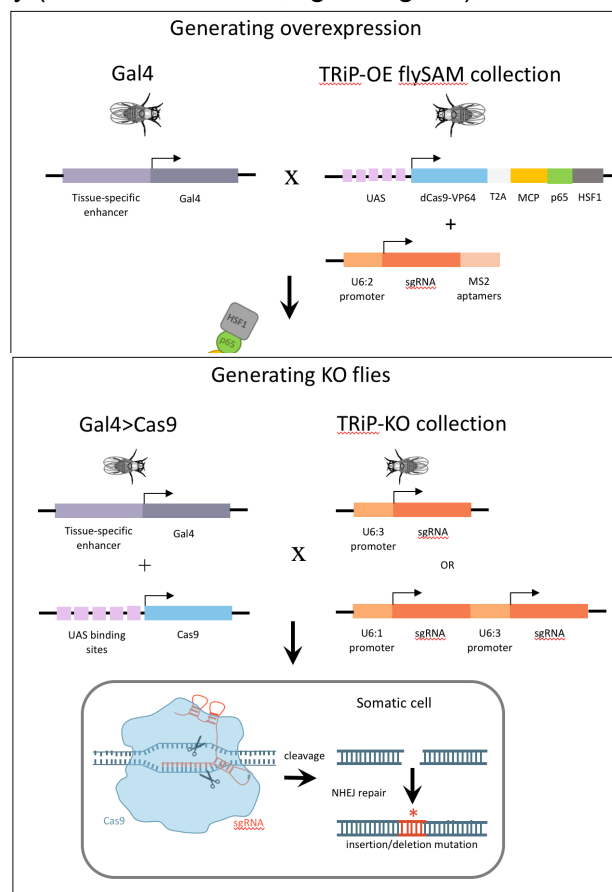 Generating overexpression
Gal4
TRiP-OE flySAM collection
Tissue-specific
enhancer
Gal4
X
UAS
dCas9-VP64
T2A
MCP
p65
HSF1
+
U6:2
promoter
sgRNA
MS2
aptamers
HSF1
p65
Generating KO flies
Gal4>Cas9
TRiP-KO collection
Tissue-specific
enhancer
Gal4
U6:3
promoter
sgRNA
+
X
OR
UAS binding
sites
Cas9
U6:1
promoter
sgRNA
U6:3
promoter
sgRNA
Somatic cell
cleavage
NHEJ repair
*
Cas9
sgRNA
insertion/deletion mutation